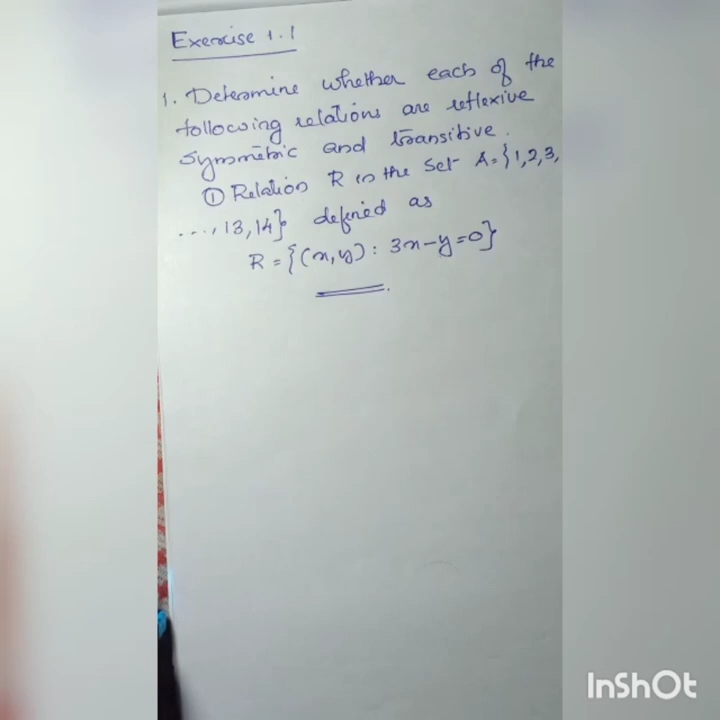 Exercise 1.1
1. Determine whether each of the
following relations are reflexive
symmetric and transitive.
① Relation R in the set A = {1,2,3,
..., 13, 14} defined as
R = {(x, y) : 3x - y = 0}
InShOt